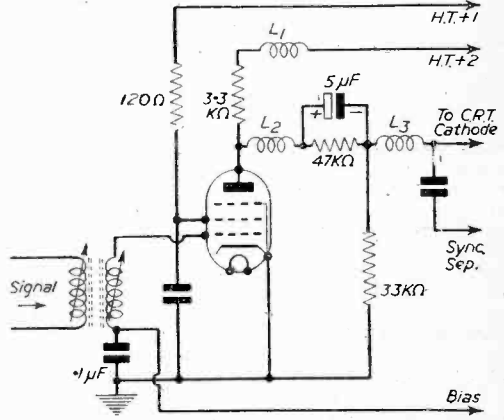 H.T.+1
L1
H.T.+2
120Ω
3·3
KΩ
5μF
+
−
L2
L3
To C.R.T.
Cathode
47KΩ
Sync.
Sep.
Signal
33KΩ
·1μF
Bias